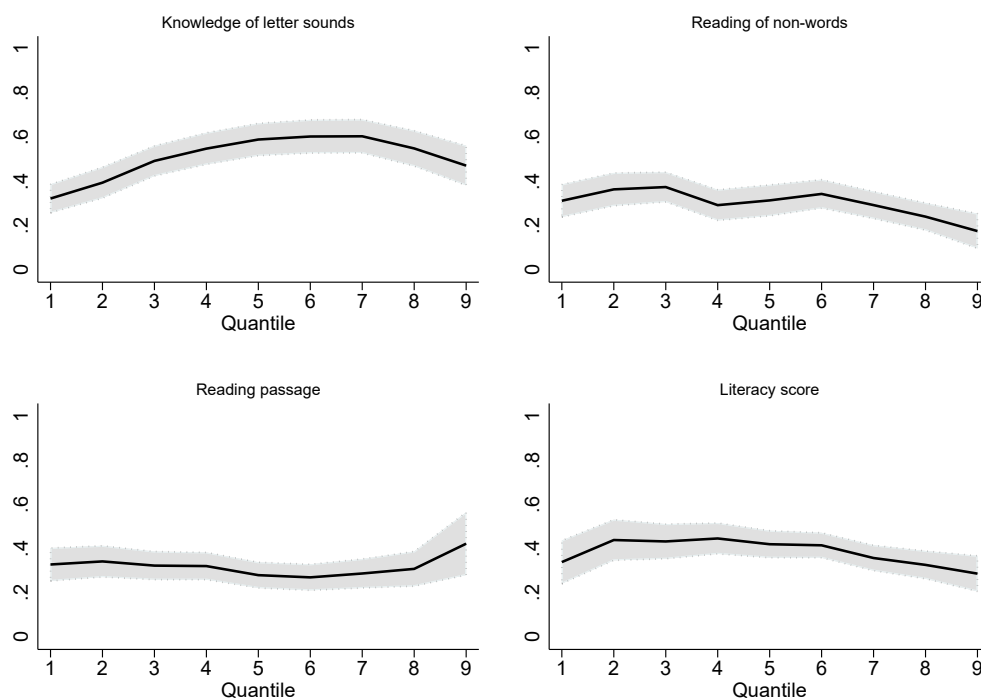 Knowledge of letter sounds
1
.8
.6
.4
.2
0
1 2 3 4 5 6 7 8 9
Quantile
Reading of non-words
1
.8
.6
.4
.2
0
1 2 3 4 5 6 7 8 9
Quantile
Reading passage
1
.8
.6
.4
.2
0
1 2 3 4 5 6 7 8 9
Quantile
Literacy score
1
.8
.6
.4
.2
0
1 2 3 4 5 6 7 8 9
Quantile